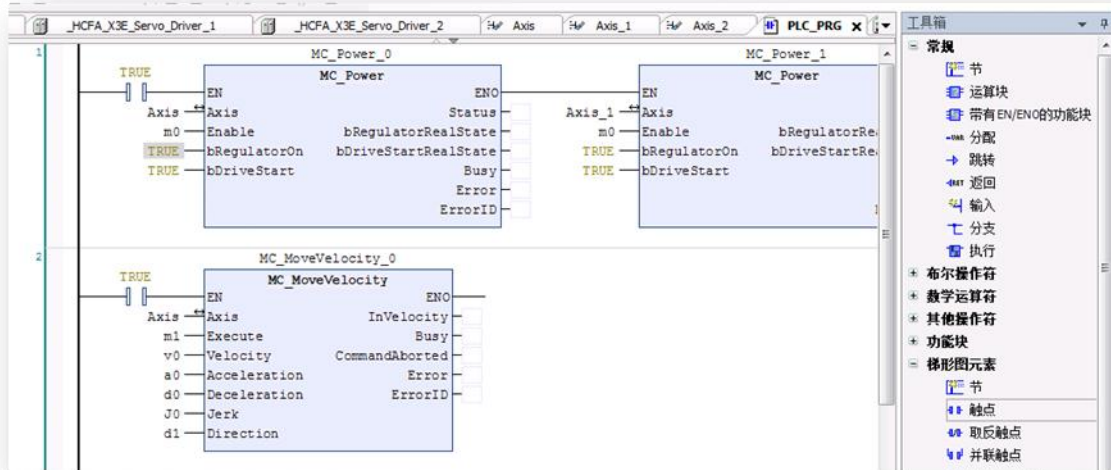 _HCFA_X3E_Servo_Driver_1
_HCFA_X3E_Servo_Driver_2
Axis
Axis_1
Axis_2
PLC_PRG
工具箱
1
MC_Power_0
MC_Power_1
TRUE
MC_Power
MC_Power
EN
ENO
EN
Axis
Axis
Status
Axis_1
Axis
m0
Enable
bRegulatorRealState
m0
Enable
bRegulatorRe
TRUE
bRegulatorOn
bDriveStartRealState
TRUE
bRegulatorOn
bDriveStartRe
TRUE
bDriveStart
Busy
TRUE
bDriveStart
Error
ErrorID
2
MC_MoveVelocity_0
TRUE
MC_MoveVelocity
EN
ENO
Axis
Axis
InVelocity
m1
Execute
Busy
v0
Velocity
CommandAborted
a0
Acceleration
Error
d0
Deceleration
ErrorID
J0
Jerk
d1
Direction
常规
节
运算块
带有EN/ENO的功能块
分配
跳转
返回
输入
分支
执行
布尔操作符
数学运算符
其他操作符
功能块
梯形图元素
节
触点
取反触点
并联触点